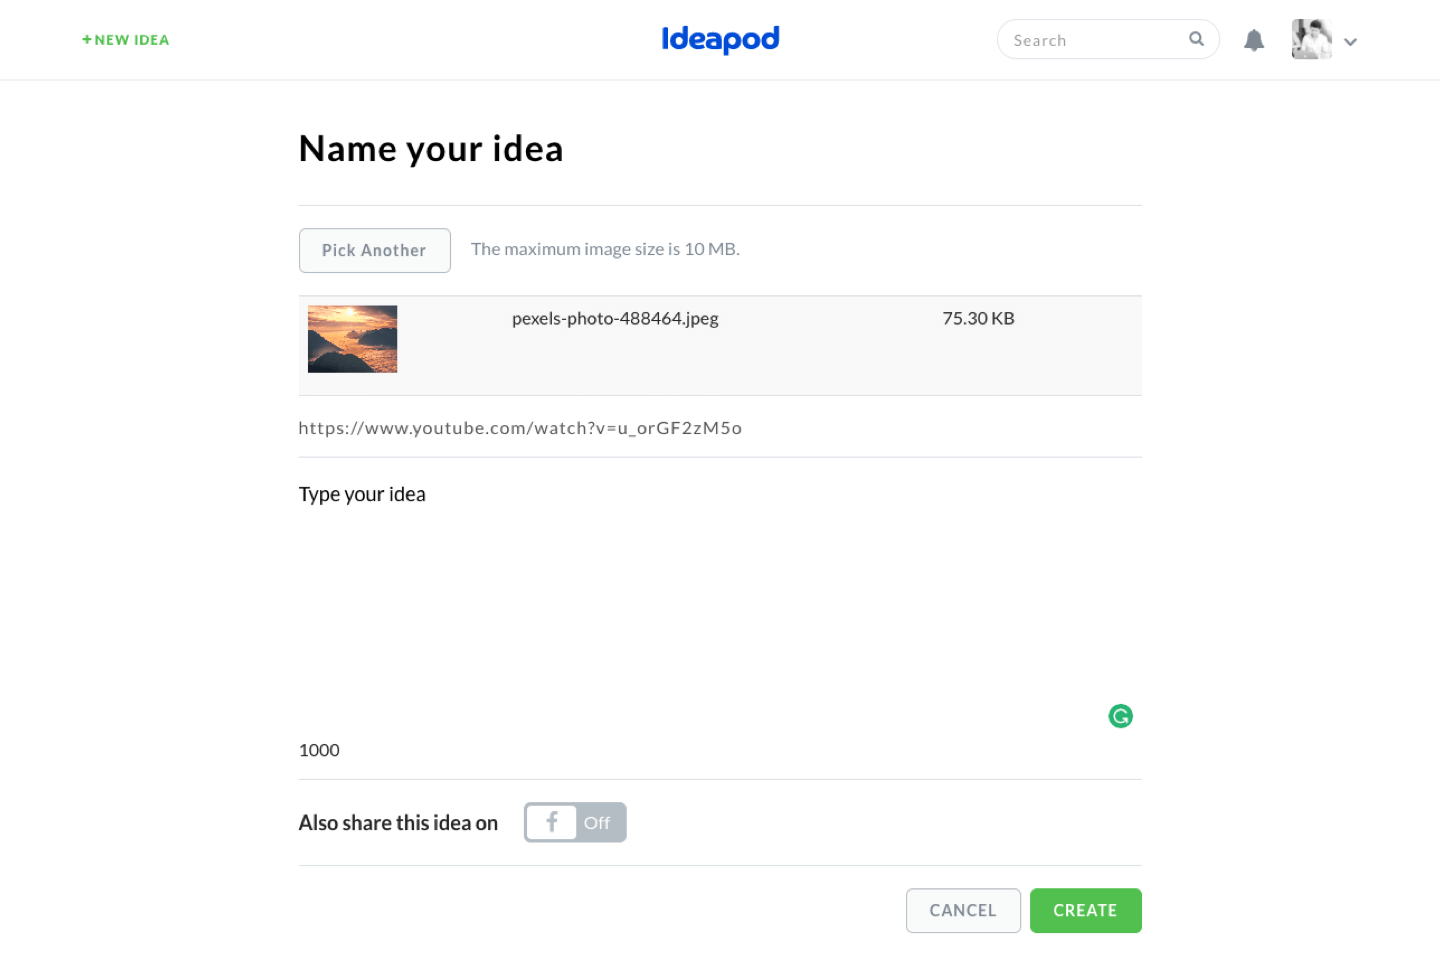 +NEW IDEA
Ideapod
Search
Name your idea
Pick Another
The maximum image size is 10 MB.
pexels-photo-488464.jpeg
75.30 KB
https://www.youtube.com/watch?v=u_orGF2zM5o
Type your idea
1000
Also share this idea on
f Off
CANCEL
CREATE